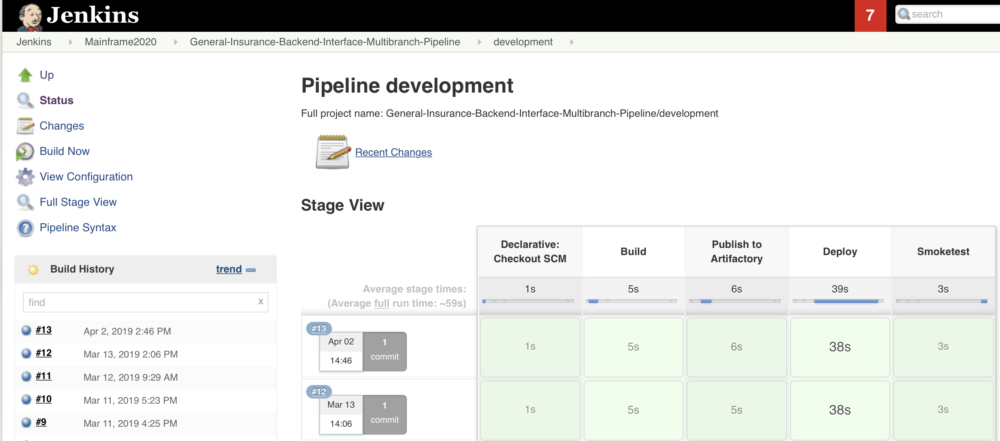 Jenkins
7
search
Jenkins Mainframe2020 General-Insurance-Backend-Interface-Multibranch-Pipeline development
Up
Status
Changes
Build Now
View Configuration
Full Stage View
Pipeline Syntax
Build History trend
find x
#13 Apr 2, 2019 2:46 PM
#12 Mar 13, 2019 2:06 PM
#11 Mar 12, 2019 9:29 AM
#10 Mar 11, 2019 5:23 PM
#9 Mar 11, 2019 4:25 PM
Pipeline development
Full project name: General-Insurance-Backend-Interface-Multibranch-Pipeline/development
Recent Changes
Stage View
Declarative:
Checkout SCM
Build
Publish to
Artifactory
Deploy
Smoketest
Average stage times:
(Average full run time: ~59s)
1s 5s 6s 39s 3s
#13
Apr 02
14:46
1
commit
1s 5s 6s 38s 3s
#12
Mar 13
14:06
1
commit
1s 5s 5s 38s 3s